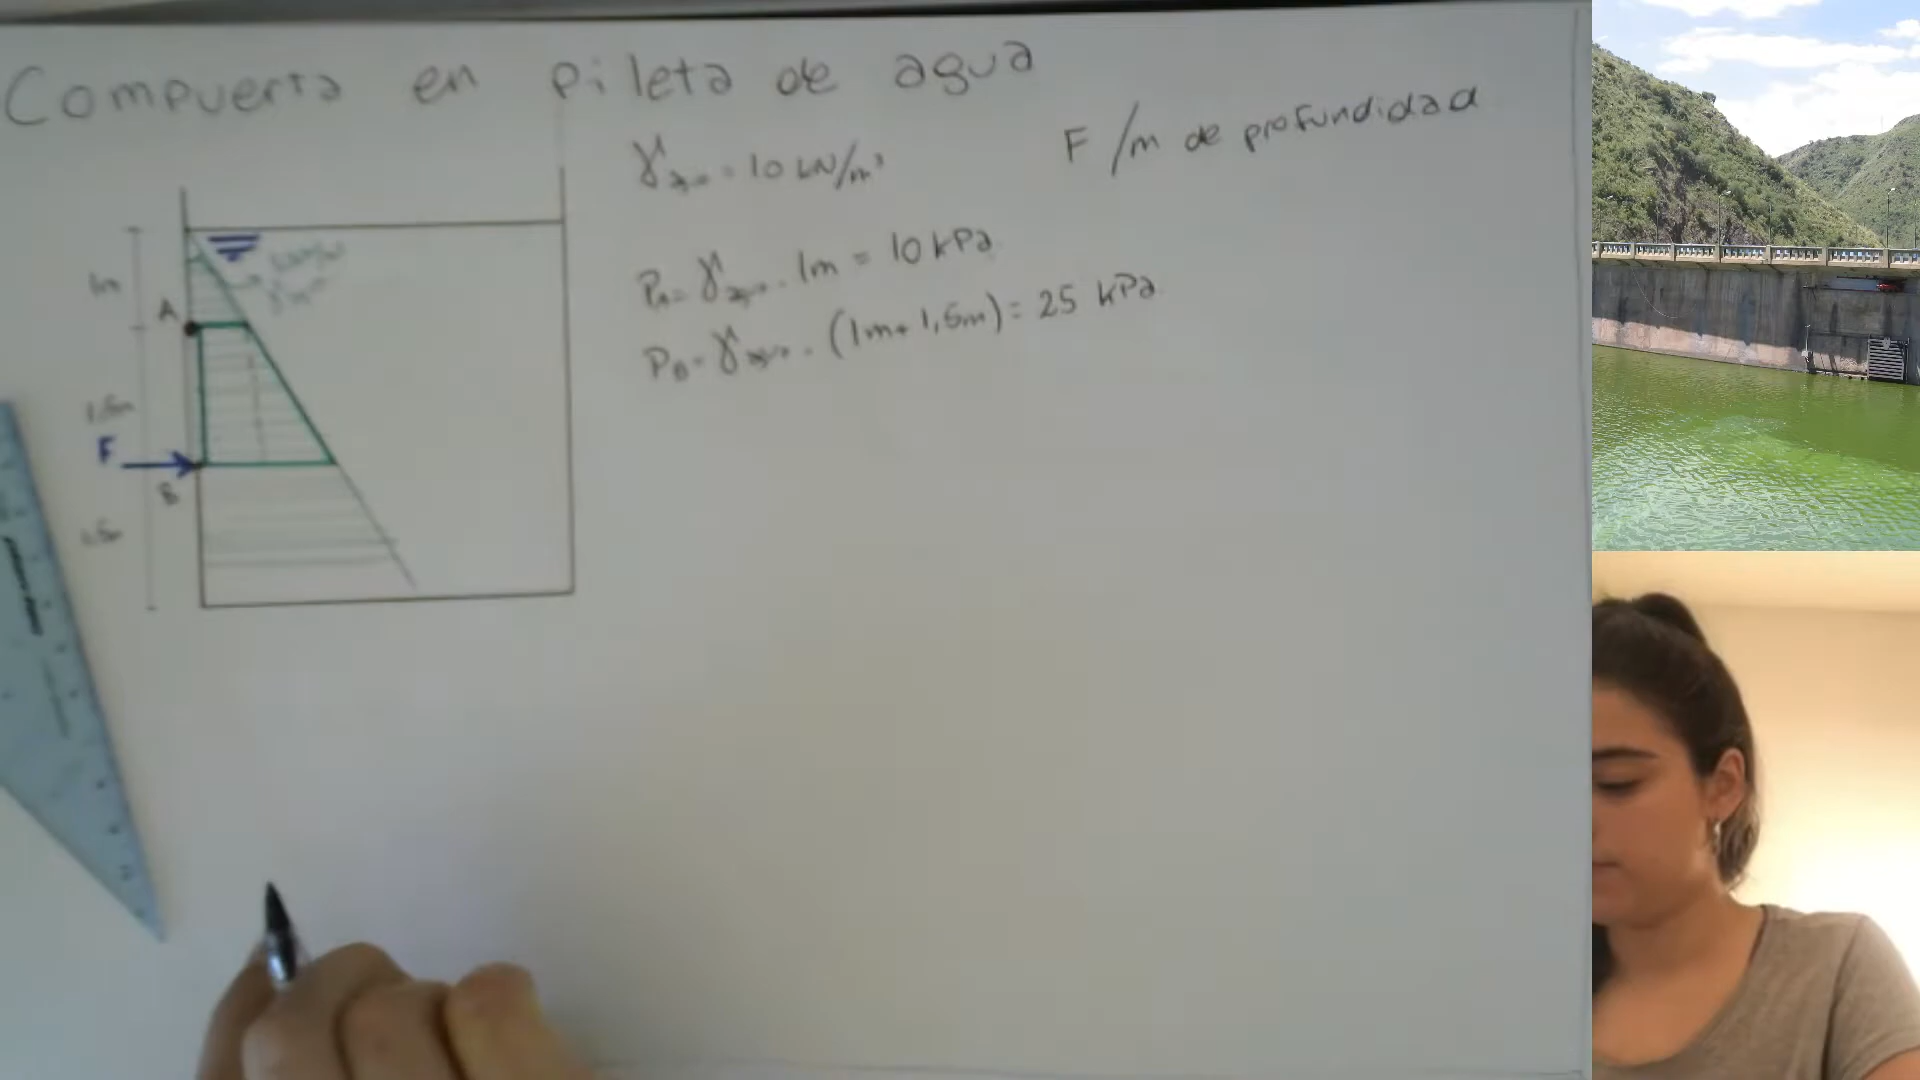 Compuerta en pileta de agua
γagua = 10 kN/m³
F /m de profundidad
PA = γagua . 1m = 10 kPa
PB = γagua . (1m + 1,5m) = 25 kPa
1m
A
1,5m
F
B
1,5m